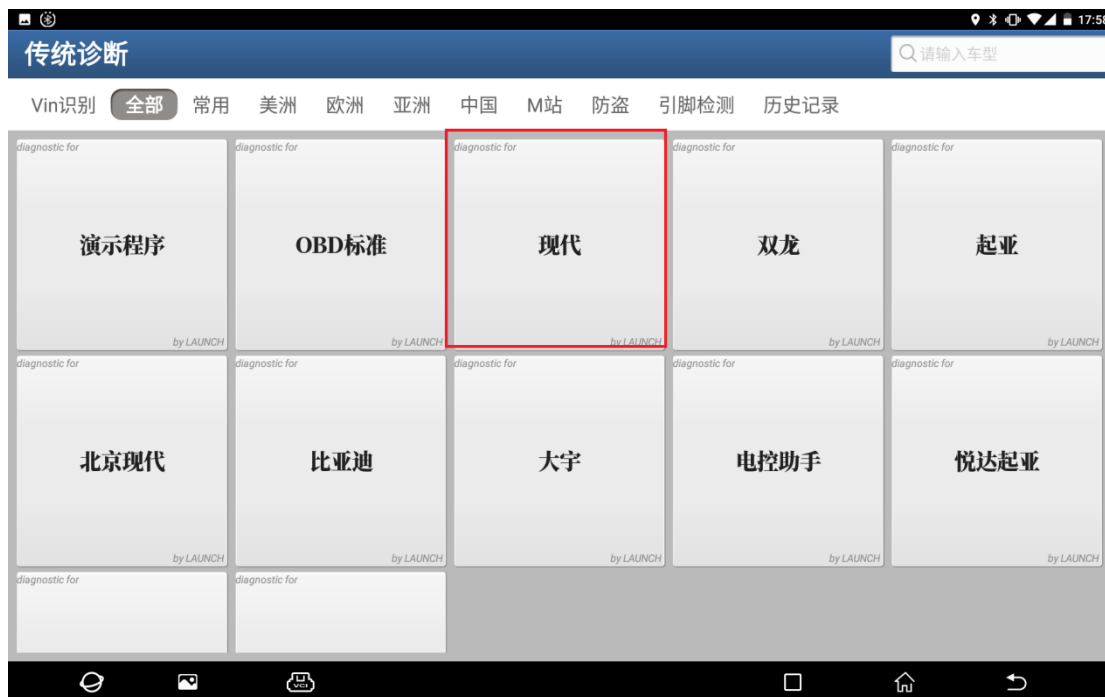 17:58
传统诊断
请输入车型
Vin识别 全部 常用 美洲 欧洲 亚洲 中国 M站 防盗 引脚检测 历史记录
diagnostic for diagnostic for diagnostic for diagnostic for diagnostic for
演示程序 OBD标准 现代 双龙 起亚
by LAUNCH by LAUNCH by LAUNCH by LAUNCH by LAUNCH
diagnostic for diagnostic for diagnostic for diagnostic for diagnostic for
北京现代 比亚迪 大宇 电控助手 悦达起亚
by LAUNCH by LAUNCH by LAUNCH by LAUNCH by LAUNCH
diagnostic for diagnostic for
VCI